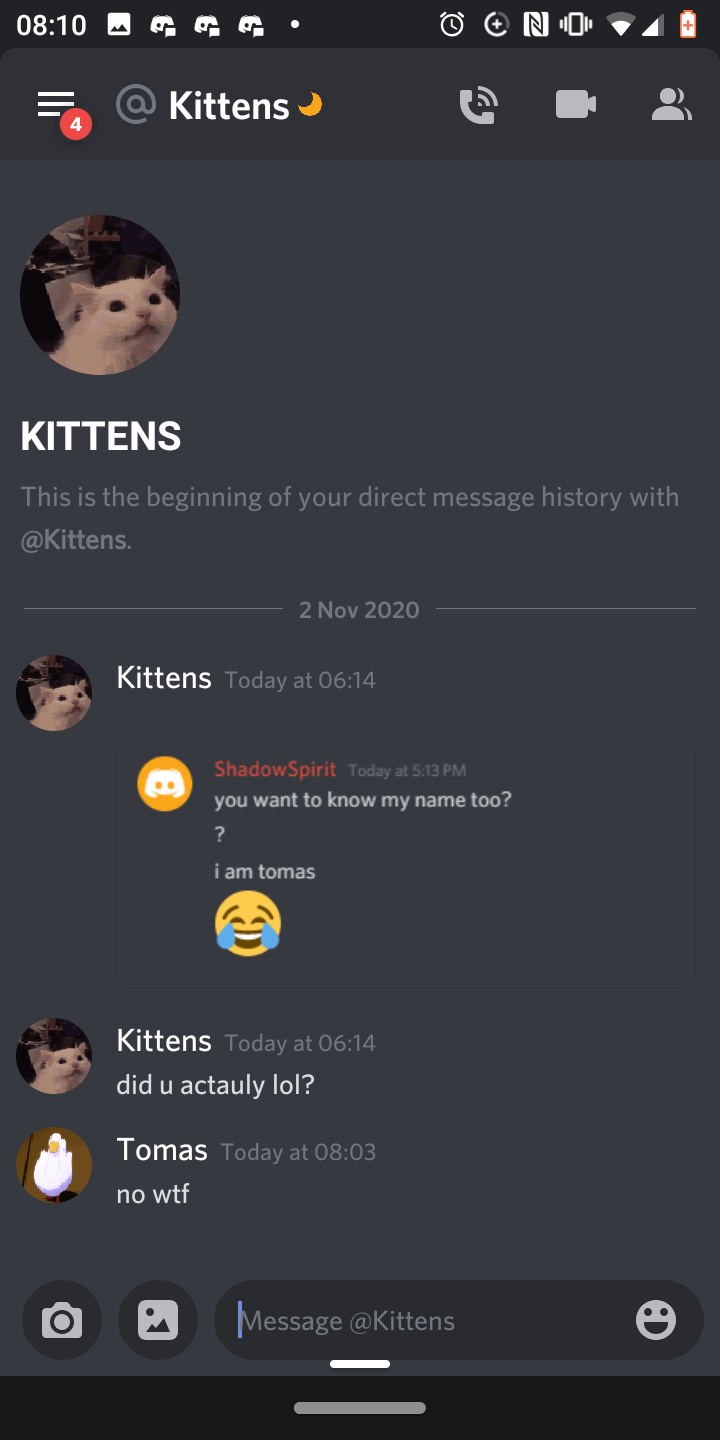 08:10
4
@ Kittens
KITTENS
This is the beginning of your direct message history with
@Kittens.
2 Nov 2020
Kittens Today at 06:14
ShadowSpirit Today at 5:13 PM
you want to know my name too?
?
i am tomas
Kittens Today at 06:14
did u actauly lol?
Tomas Today at 08:03
no wtf
Message @Kittens